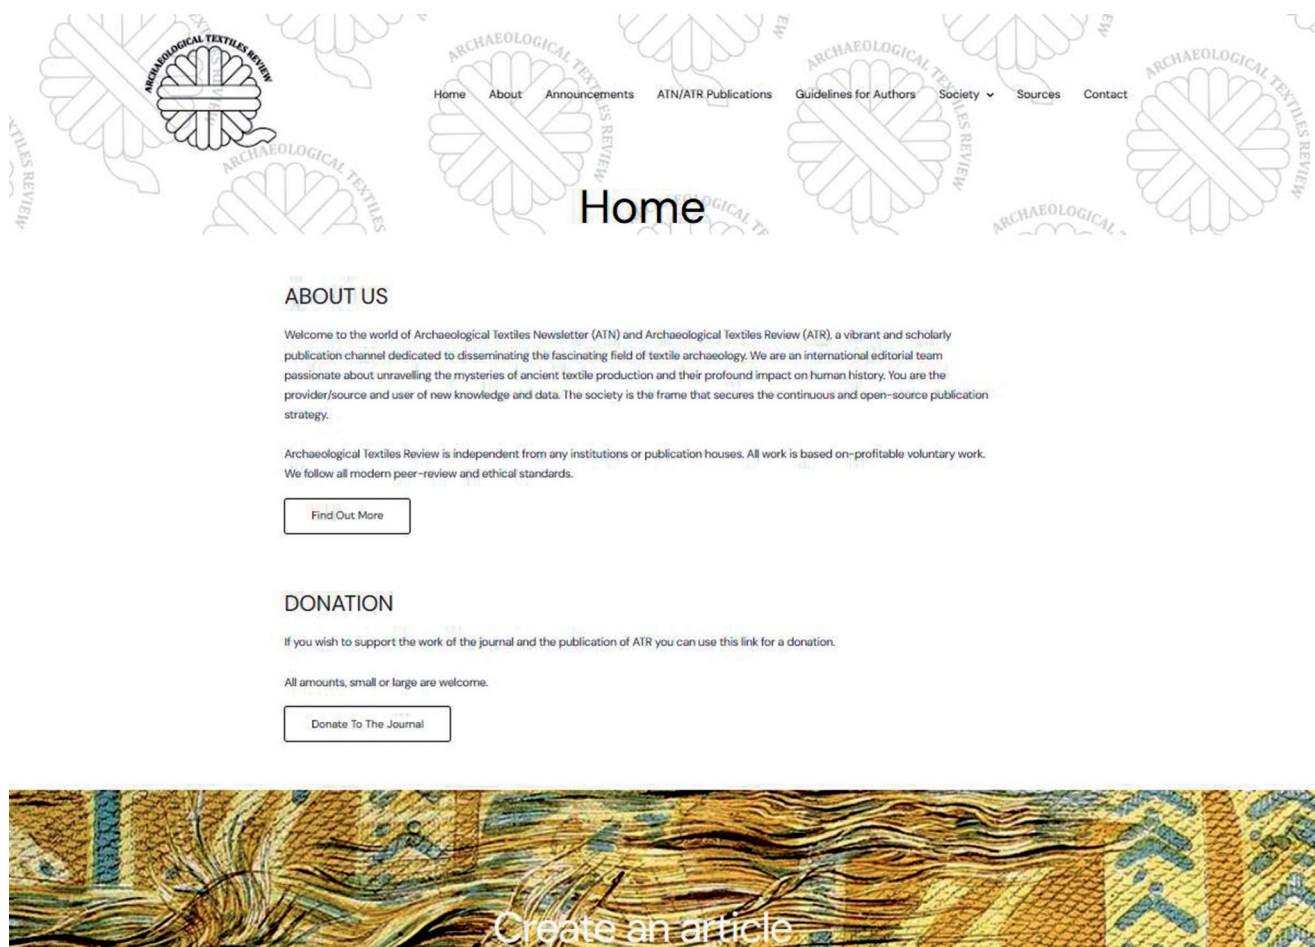 ARCHAEOLOGICAL TEXTILES REVIEW
Home About Announcements ATN/ATR Publications Guidelines for Authors Society Sources Contact
Home
ABOUT US
Welcome to the world of Archaeological Textiles Newsletter (ATN) and Archaeological Textiles Review (ATR), a vibrant and scholarly
publication channel dedicated to disseminating the fascinating field of textile archaeology. We are an international editorial team
passionate about unravelling the mysteries of ancient textile production and their profound impact on human history. You are the
provider/source and user of new knowledge and data. The society is the frame that secures the continuous and open-source publication
strategy.
Archaeological Textiles Review is independent from any institutions or publication houses. All work is based on-profitable voluntary work.
We follow all modern peer-review and ethical standards.
Find Out More
DONATION
If you wish to support the work of the journal and the publication of ATR you can use this link for a donation.
All amounts, small or large are welcome.
Donate To The Journal
Create an article